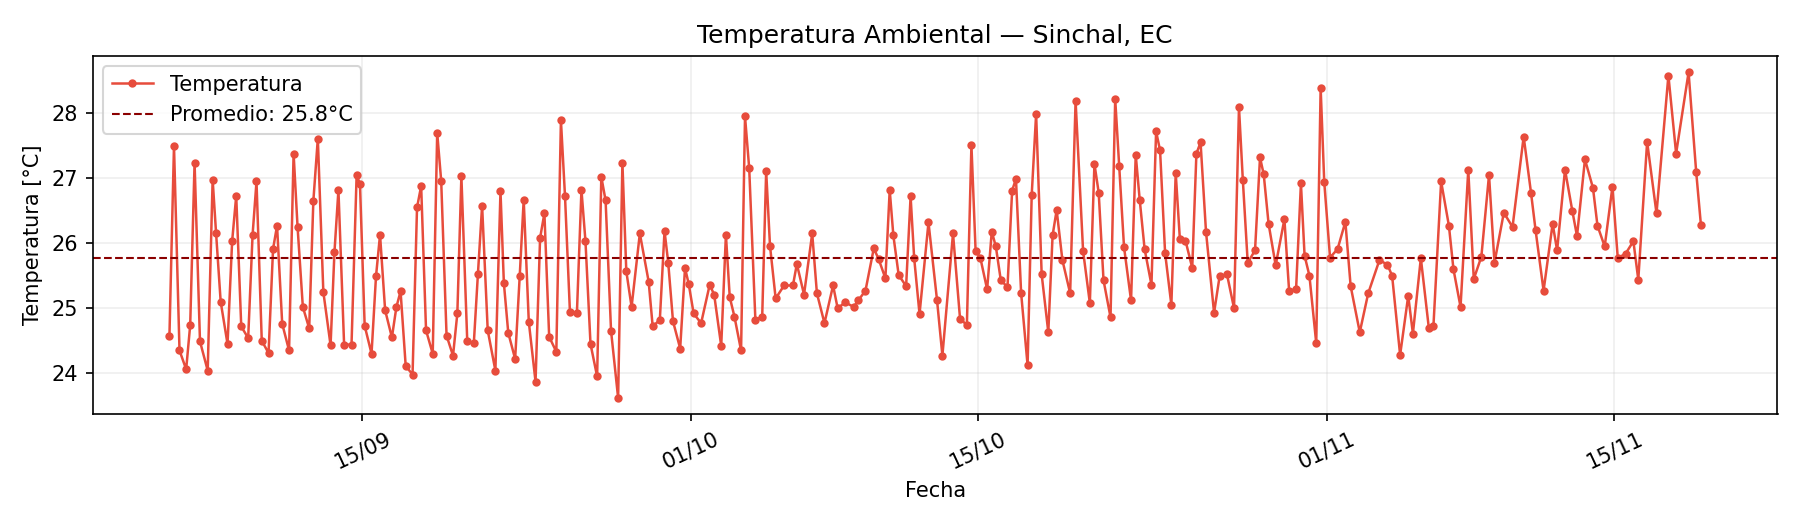 Temperatura Ambiental — Sinchal, EC
Temperatura
Promedio: 25.8°C
Temperatura [°C]
28
27
26
25
24
15/09
01/10
15/10
01/11
15/11
Fecha